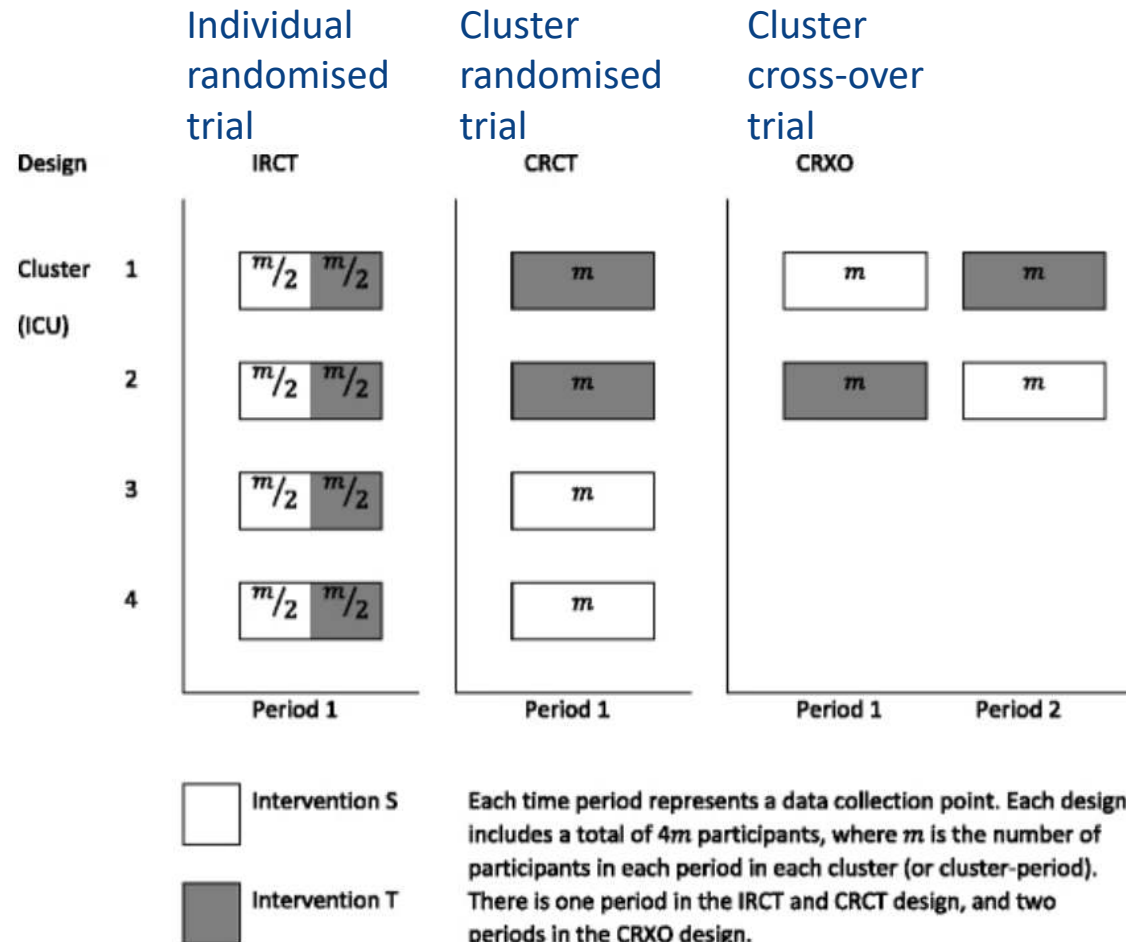 Individual
randomised
trial
Cluster
randomised
trial
Cluster
cross-over
trial
Design IRCT CRCT CRXO
Cluster 1 m/2 m/2 m m m
(ICU)
2 m/2 m/2 m m m
3 m/2 m/2 m
4 m/2 m/2 m
Period 1 Period 1 Period 1 Period 2
Intervention S
Intervention T
Each time period represents a data collection point. Each design
includes a total of 4m participants, where m is the number of
participants in each period in each cluster (or cluster-period).
There is one period in the IRCT and CRCT design, and two
periods in the CRXO design.